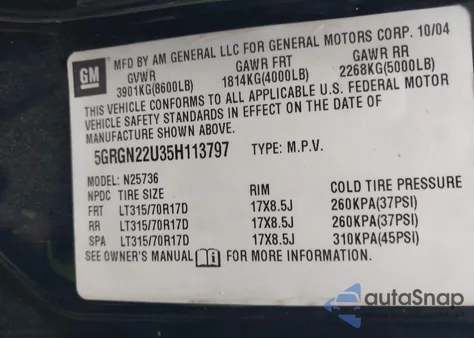 GM
MFD BY AM GENERAL LLC FOR GENERAL MOTORS CORP. 10/04
GVWR GAWR FRT GAWR RR
3901KG(8600LB) 1814KG(4000LB) 2268KG(5000LB)
THIS VEHICLE CONFORMS TO ALL APPLICABLE U.S. FEDERAL MOTOR
VEHICLE SAFETY STANDARDS IN EFFECT ON THE DATE OF
MANUFACTURE SHOWN ABOVE.
5GRGN22U35H113797 TYPE: M.P.V.
MODEL: N25736
NPDC TIRE SIZE RIM COLD TIRE PRESSURE
FRT LT315/70R17D 17X8.5J 260KPA(37PSI)
RR LT315/70R17D 17X8.5J 260KPA(37PSI)
SPA LT315/70R17D 17X8.5J 310KPA(45PSI)
SEE OWNER'S MANUAL i FOR MORE INFORMATION.
autoSnap